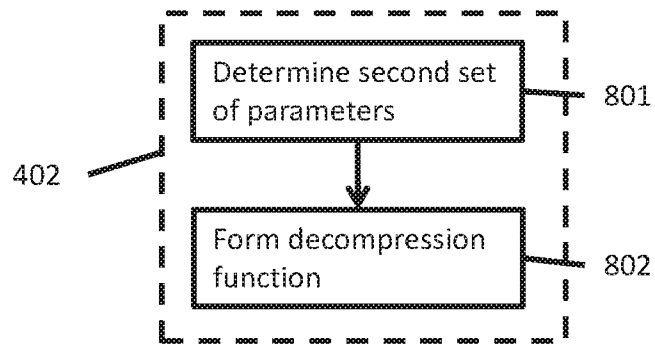 Determine second set
of parameters
801
402
Form decompression
function
802